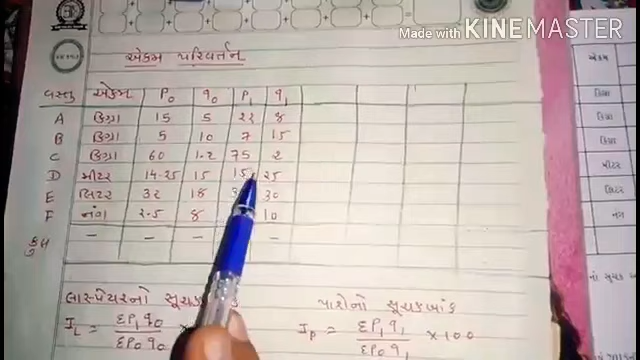 Made with KINEMASTER
એકમ પરિવર્તન
વસ્તુ એકમ P0 q0 P1 q1
A કિગ્રા 15 5 22 8
B કિગ્રા 5 10 7 15
C કિગ્રા 60 1.2 75 2
D મીટર 14.25 15 15 25
E લિટર 32 18 30
F નંગ 2.5 8 10
કુલ — — — —
લાસ્પેયરનો સૂચકાંક પાશેનો સૂચકઆંક
IL = ΣP1q0 / ΣP0q0 × IP = ΣP1q1 / ΣP0q1 × 100